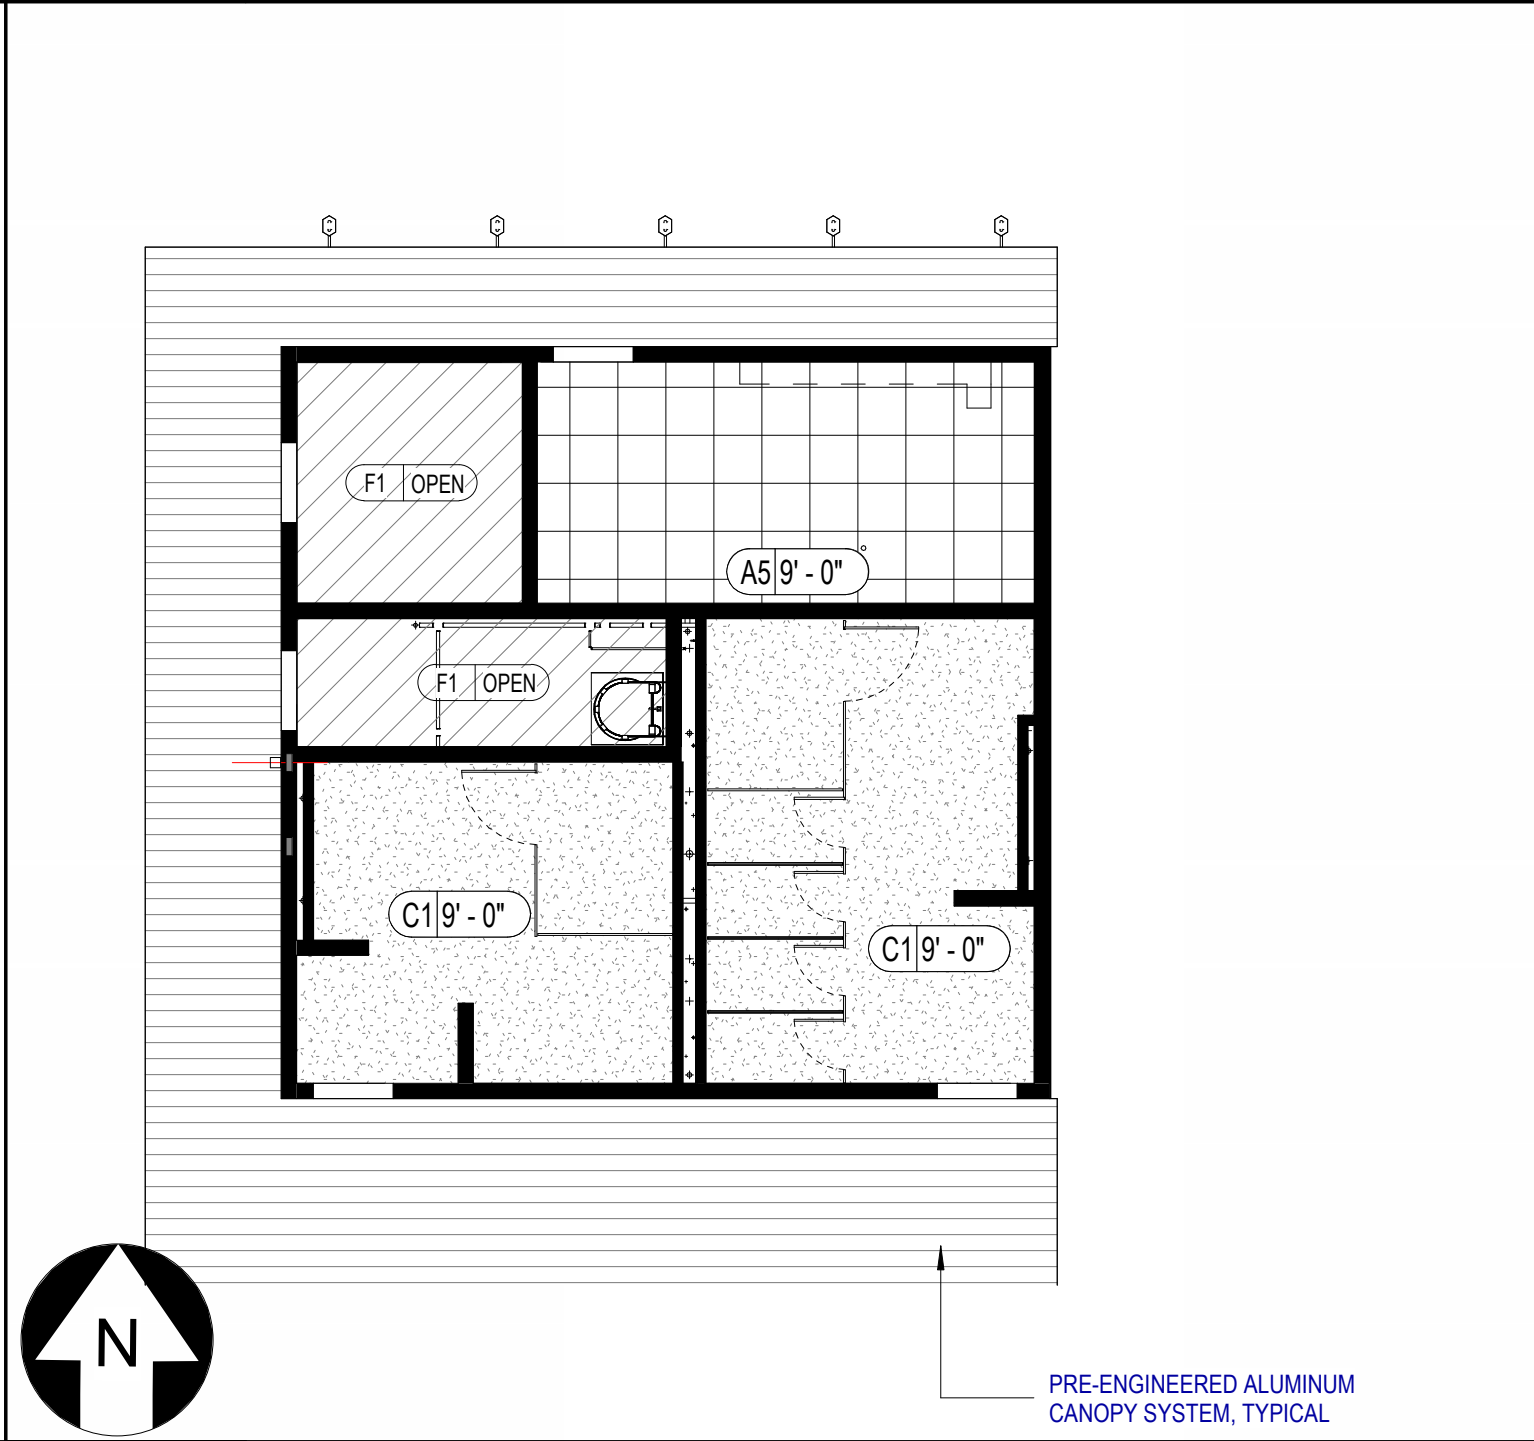 F1 OPEN
A5 9' - 0"
F1 OPEN
C1 9' - 0"
C1 9' - 0"
N
PRE-ENGINEERED ALUMINUM
CANOPY SYSTEM, TYPICAL